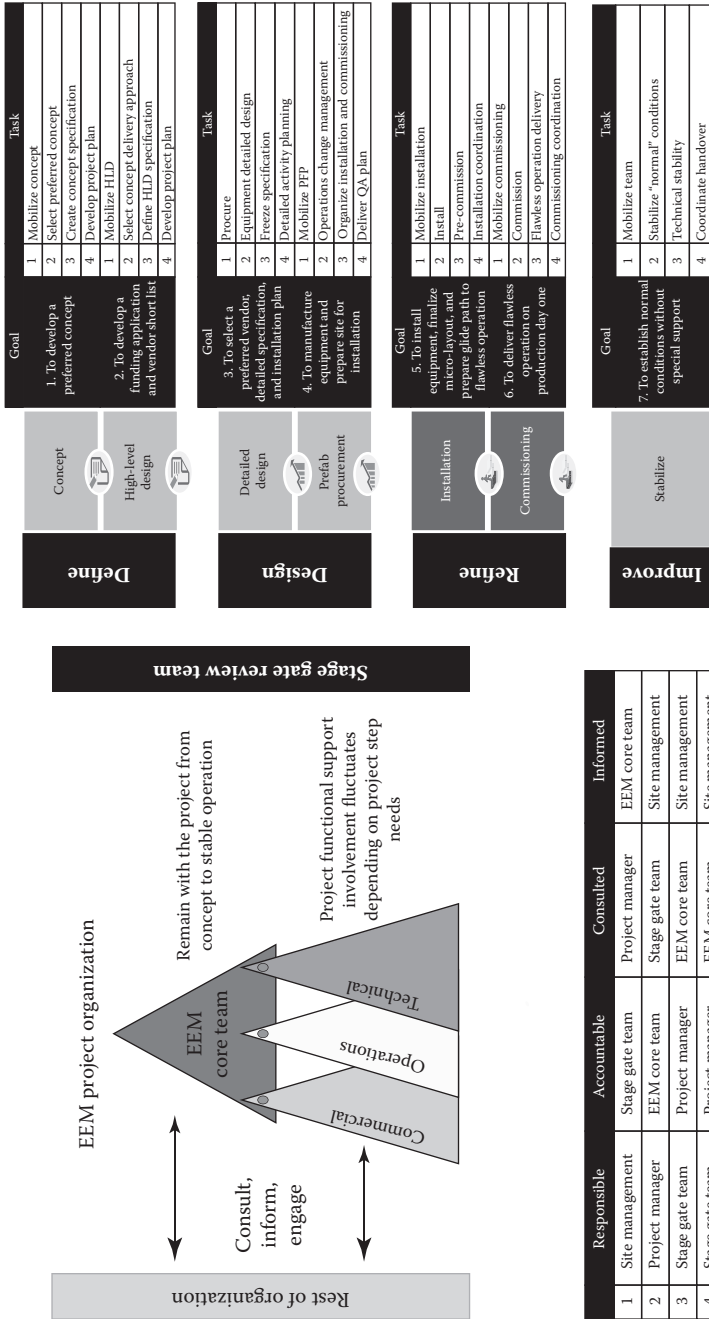 EEM project organization
Rest of organization
Consult,
inform,
engage
EEM
core team
Commercial
Operations
Technical
Remain with the project from
concept to stable operation
Project functional support
involvement fluctuates
depending on project step
needs
Stage gate review team
Responsible Accountable Consulted Informed
1 Site management Stage gate team Project manager EEM core team
2 Project manager EEM core team Stage gate team Site management
3 Stage gate team Project manager EEM core team Site management
4 Stage gate team Project manager EEM core team Site management
Define
Concept
High-level
design
Goal
Task
1. To develop a
preferred concept
1 Mobilize concept
2 Select preferred concept
3 Create concept specification
4 Develop project plan
2. To develop a
funding application
and vendor short list
1 Mobilize HLD
2 Select concept delivery approach
3 Define HLD specification
4 Develop project plan
Design
Detailed
design
Prefab
procurement
Goal
Task
3. To select a
preferred vendor,
detailed specification,
and installation plan
1 Procure
2 Equipment detailed design
3 Freeze specification
4 Detailed activity planning
4. To manufacture
equipment and
prepare site for
installation
1 Mobilize PFP
2 Operations change management
3 Organize installation and commissioning
4 Deliver QA plan
Refine
Installation
Commissioning
Goal
Task
5. To install
equipment, finalize
micro-layout, and
prepare glide path to
flawless operation
1 Mobilize installation
2 Install
3 Pre-commission
4 Installation coordination
6. To deliver flawless
operation on
production day one
1 Mobilize commissioning
2 Commission
3 Flawless operation delivery
4 Commissioning coordination
Improve
Stabilize
Goal
Task
7. To establish normal
conditions without
special support
1 Mobilize team
2 Stabilize "normal" conditions
3 Technical stability
4 Coordinate handover